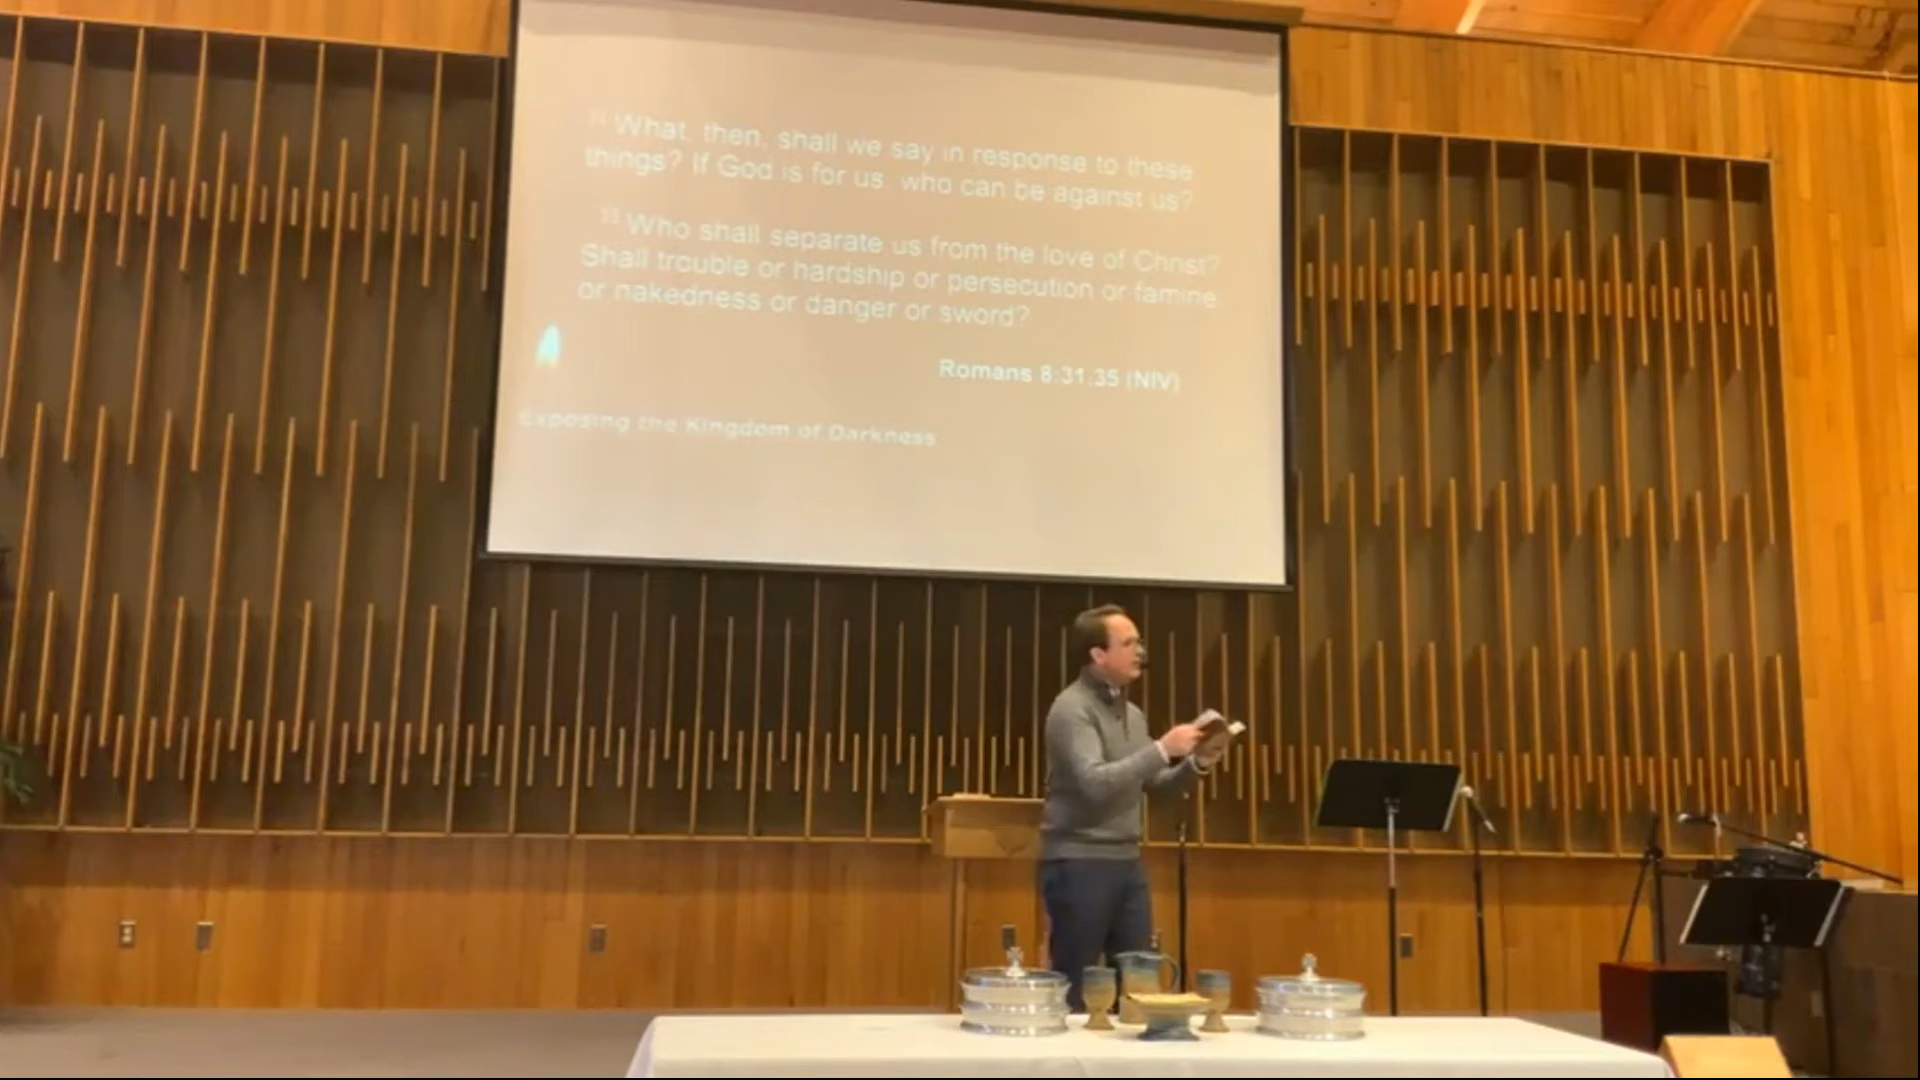 31 What, then, shall we say in response to these
things? If God is for us, who can be against us?
35 Who shall separate us from the love of Christ?
Shall trouble or hardship or persecution or famine
or nakedness or danger or sword?
Romans 8:31,35 (NIV)
Exposing the Kingdom of Darkness